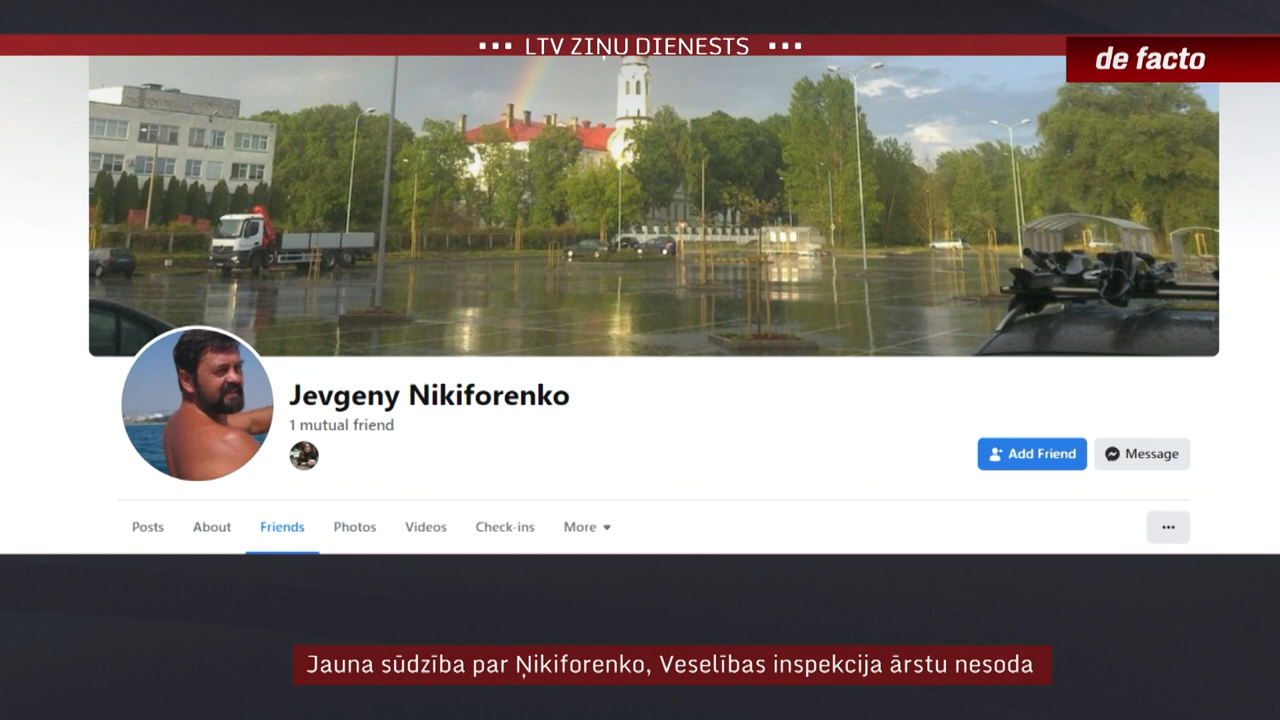 LTV ZIŅU DIENESTS
de facto
Jevgeny Nikiforenko
1 mutual friend
Add Friend
Message
Posts About Friends Photos Videos Check-ins More
Jauna sūdzība par Ņikiforenko, Veselības inspekcija ārstu nesoda